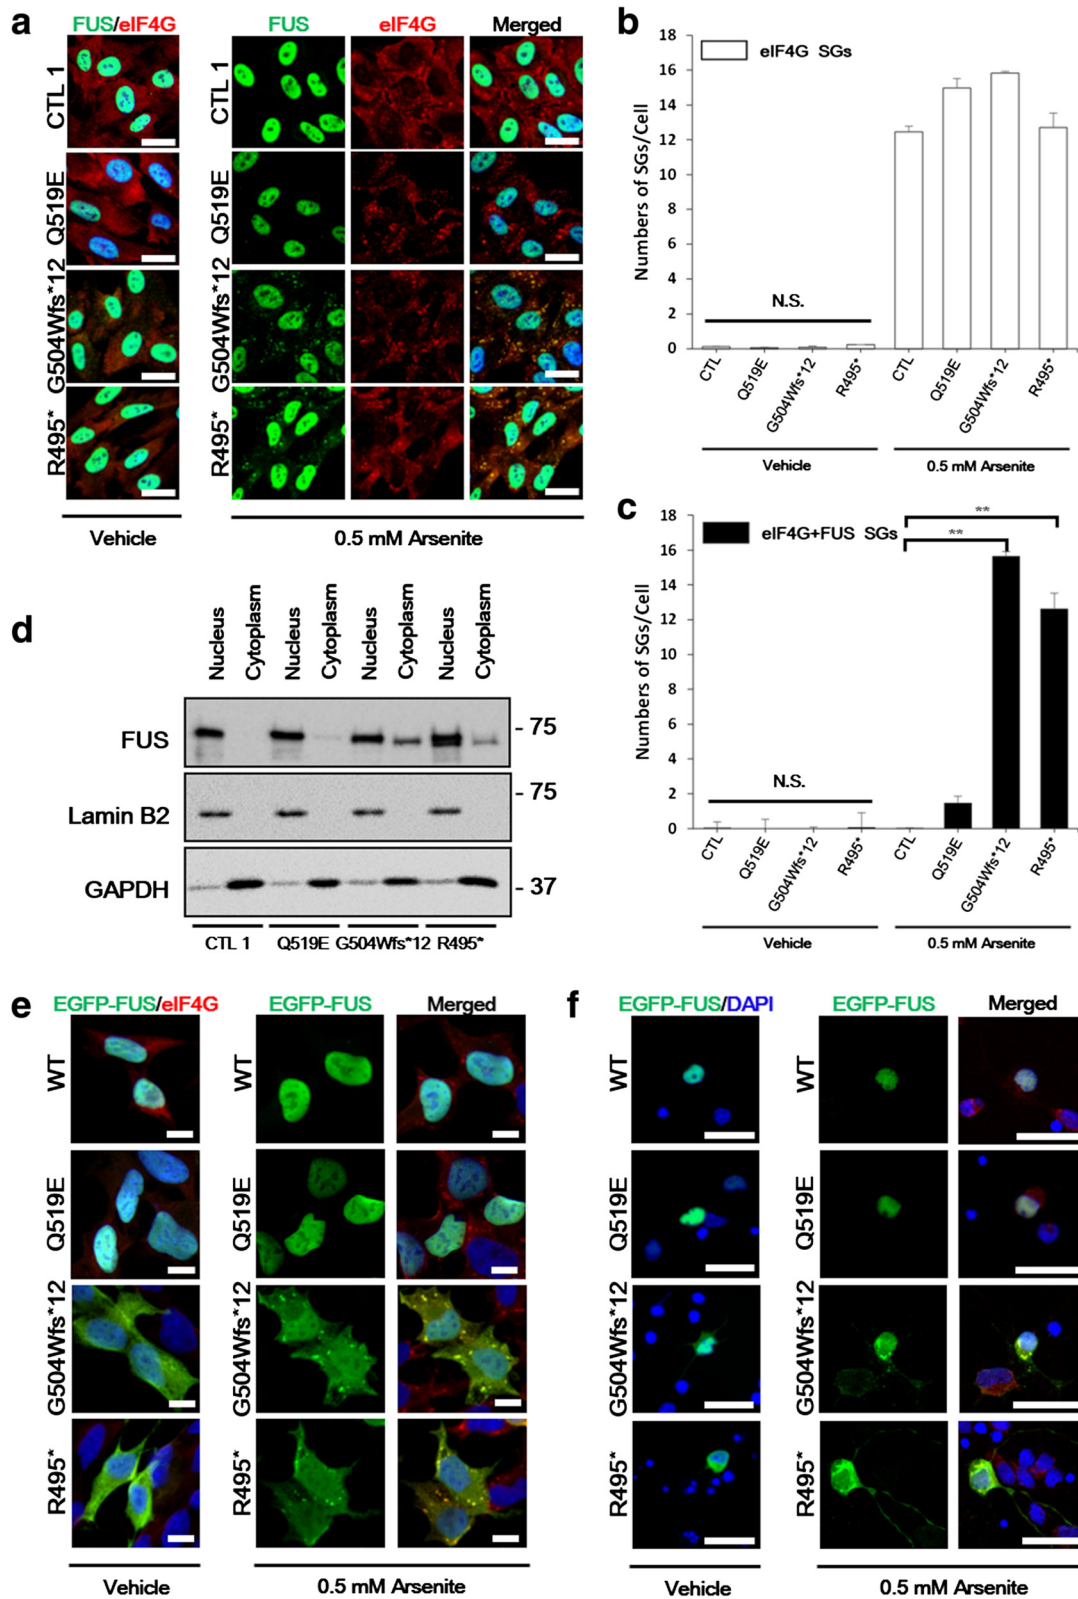 a
FUS/eIF4G
FUS
eIF4G
Merged
CTL 1
CTL 1
Q519E
Q519E
G504Wfs*12
G504Wfs*12
R495*
R495*
Vehicle
0.5 mM Arsenite
b
Numbers of SGs/Cell
18
16
14
12
10
8
6
4
2
0
eIF4G SGs
N.S.
CTL
Q519E
G504Wfs*12
R495*
CTL
Q519E
G504Wfs*12
R495*
Vehicle
0.5 mM Arsenite
c
Numbers of SGs/Cell
18
16
14
12
10
8
6
4
2
0
eIF4G+FUS SGs
**
**
N.S.
CTL
Q519E
G504Wfs*12
R495*
CTL
Q519E
G504Wfs*12
R495*
Vehicle
0.5 mM Arsenite
d
Nucleus
Cytoplasm
Nucleus
Cytoplasm
Nucleus
Cytoplasm
Nucleus
Cytoplasm
FUS
- 75
Lamin B2
- 75
GAPDH
- 37
CTL 1 Q519E G504Wfs*12 R495*
e
EGFP-FUS/eIF4G
EGFP-FUS
Merged
WT
WT
Q519E
Q519E
G504Wfs*12
G504Wfs*12
R495*
R495*
Vehicle
0.5 mM Arsenite
f
EGFP-FUS/DAPI
EGFP-FUS
Merged
WT
WT
Q519E
Q519E
G504Wfs*12
G504Wfs*12
R495*
R495*
Vehicle
0.5 mM Arsenite